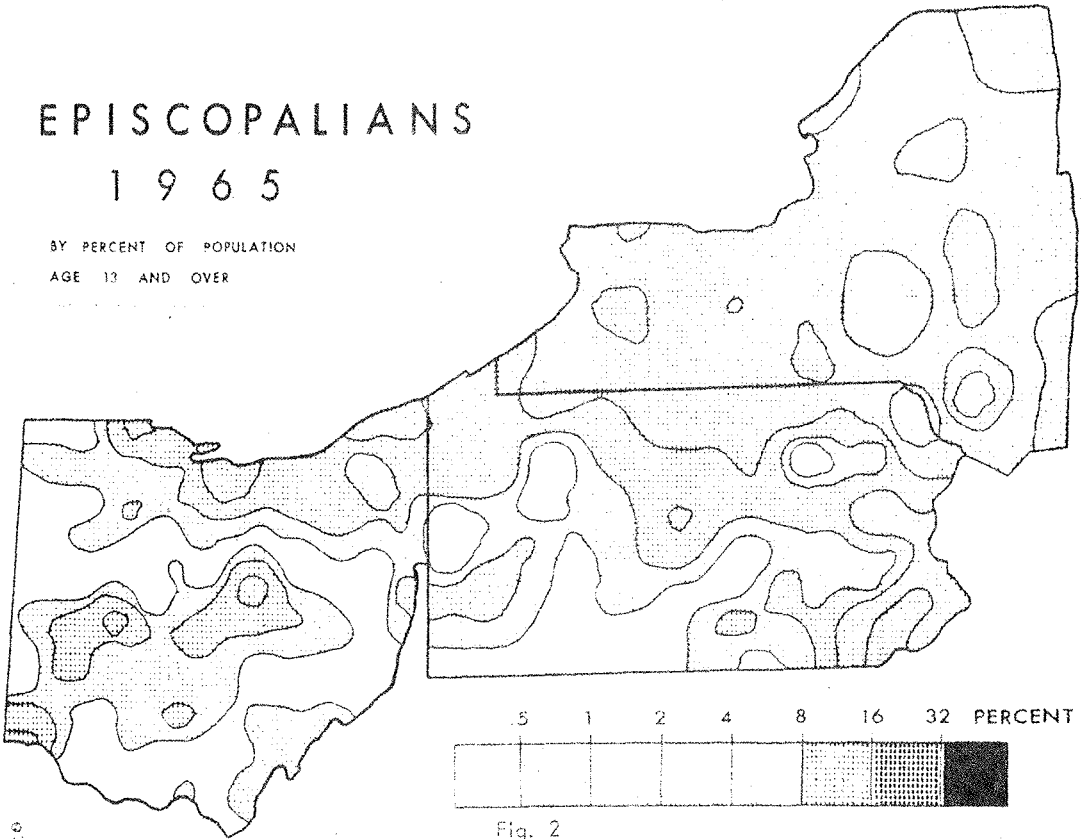 EPISCOPALIANS
1965
BY PERCENT OF POPULATION
AGE 13 AND OVER
.5 1 2 4 8 16 32 PERCENT
Fig. 2